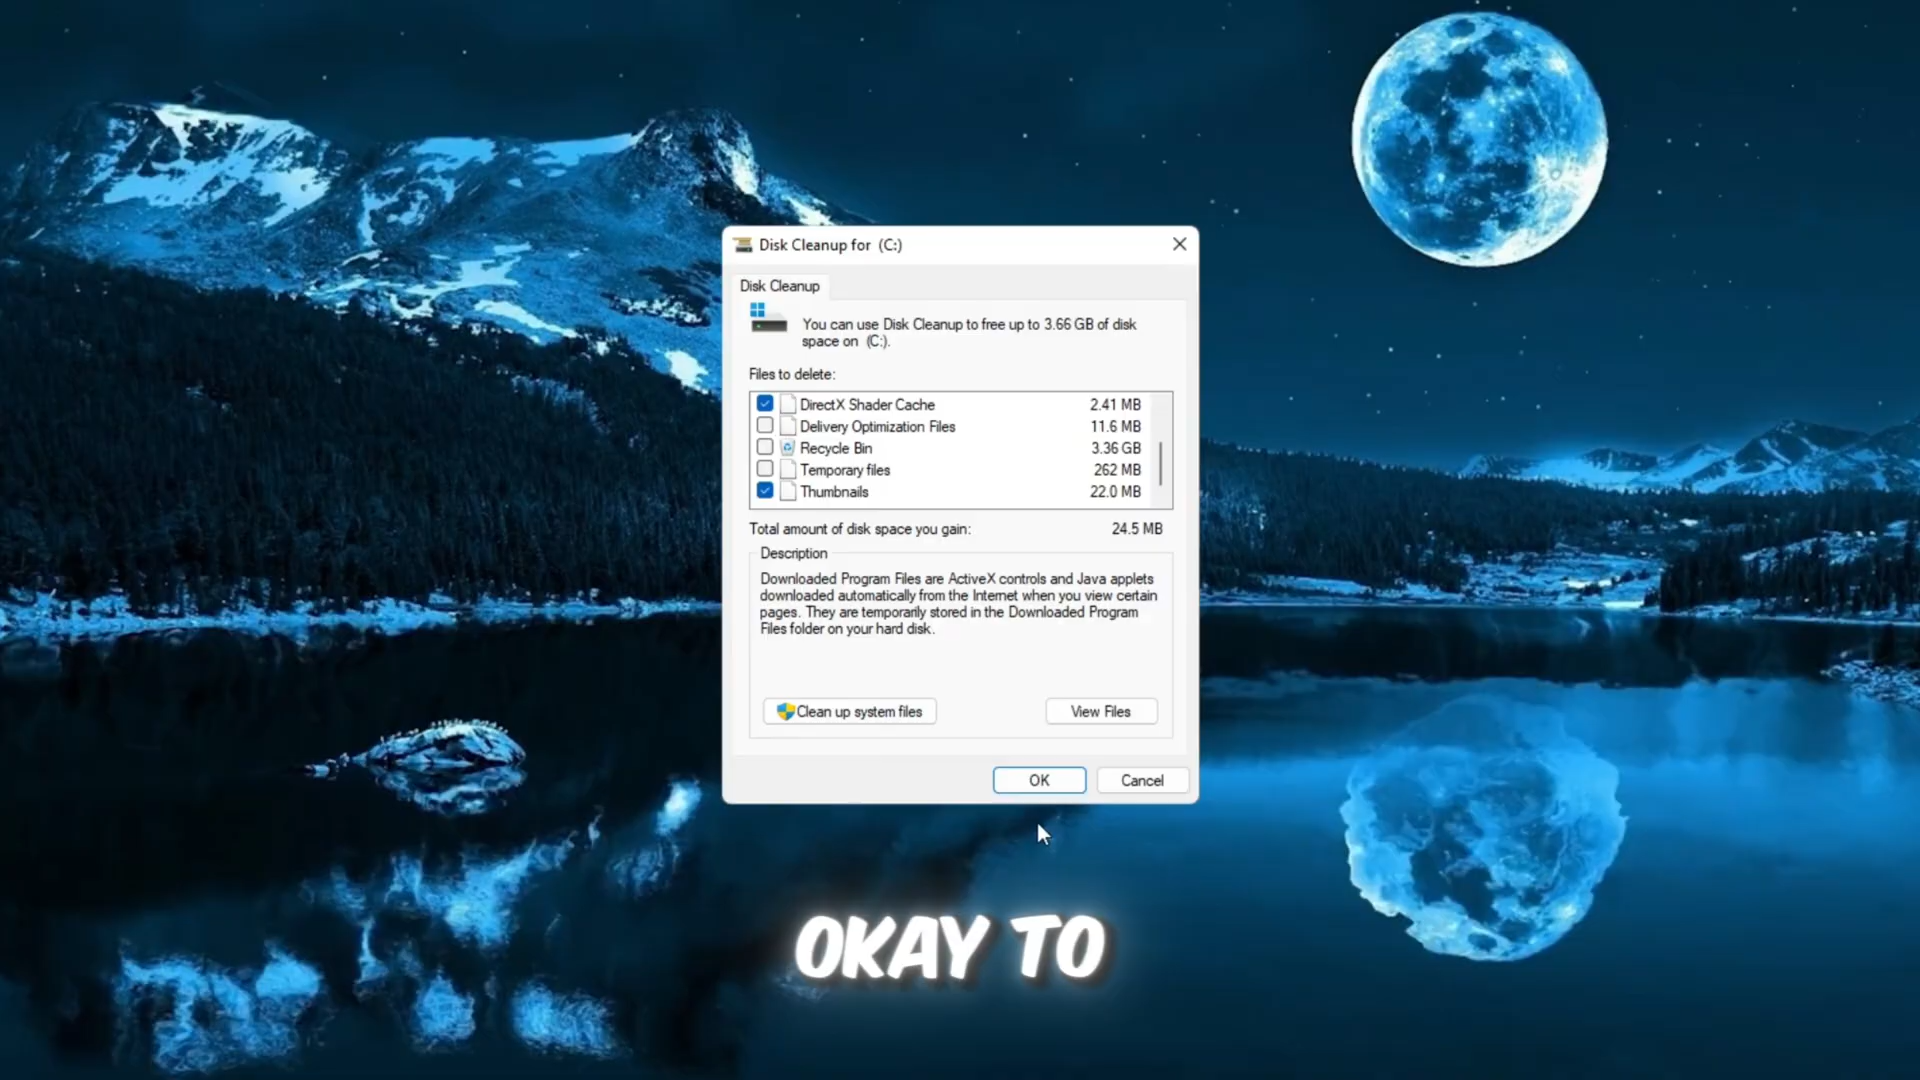 Disk Cleanup for (C:)
Disk Cleanup
You can use Disk Cleanup to free up to 3.66 GB of disk
space on (C:).
Files to delete:
DirectX Shader Cache 2.41 MB
Delivery Optimization Files 11.6 MB
Recycle Bin 3.36 GB
Temporary files 262 MB
Thumbnails 22.0 MB
Total amount of disk space you gain: 24.5 MB
Description
Downloaded Program Files are ActiveX controls and Java applets
downloaded automatically from the Internet when you view certain
pages. They are temporarily stored in the Downloaded Program
Files folder on your hard disk.
Clean up system files View Files
OK Cancel
OKAY TO